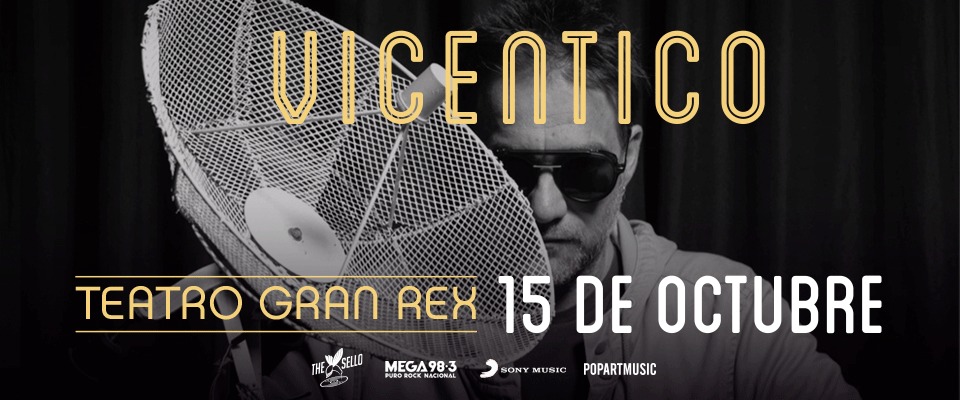 VICENTICO
TEATRO GRAN REX 15 DE OCTUBRE
THE SELLO
MEGA 98·3
PURO ROCK NACIONAL
SONY MUSIC
POPARTMUSIC